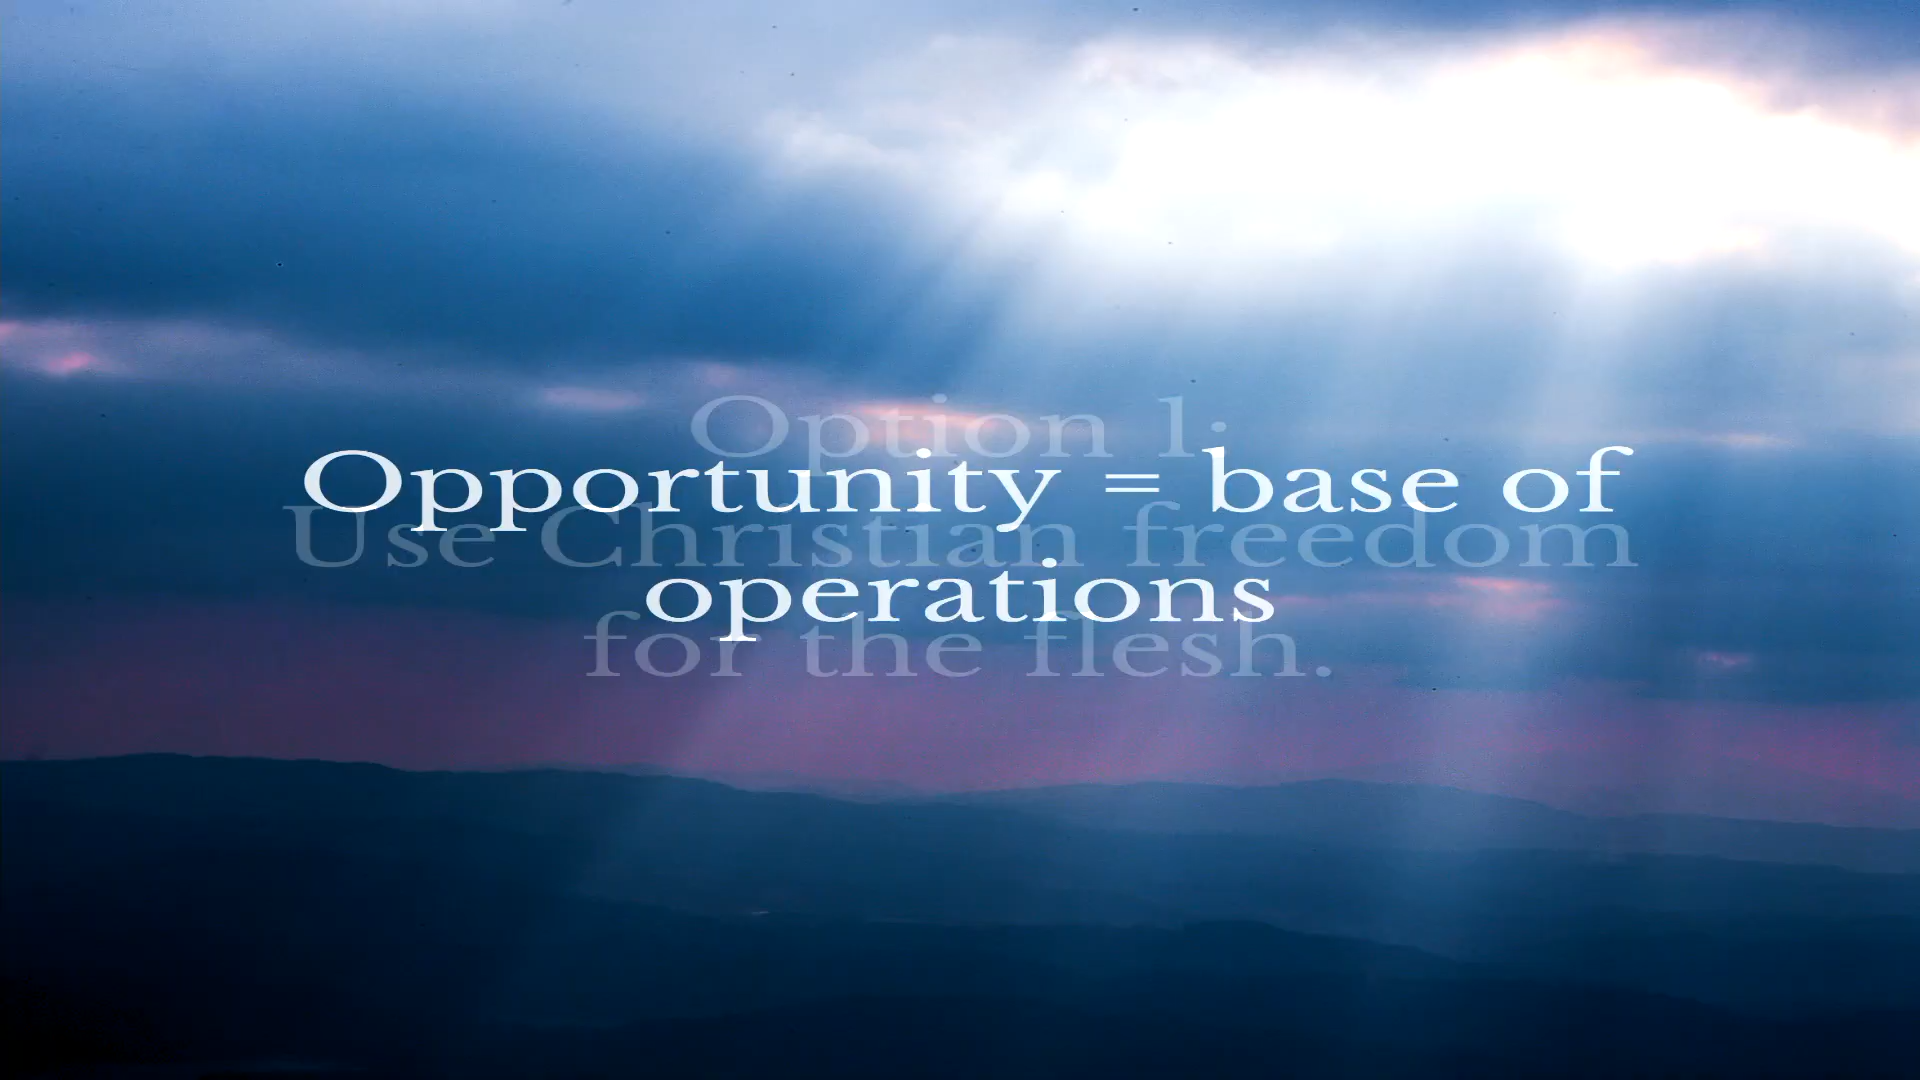 Option 1.
Opportunity = base of
Use Christian freedom
operations
for the flesh.